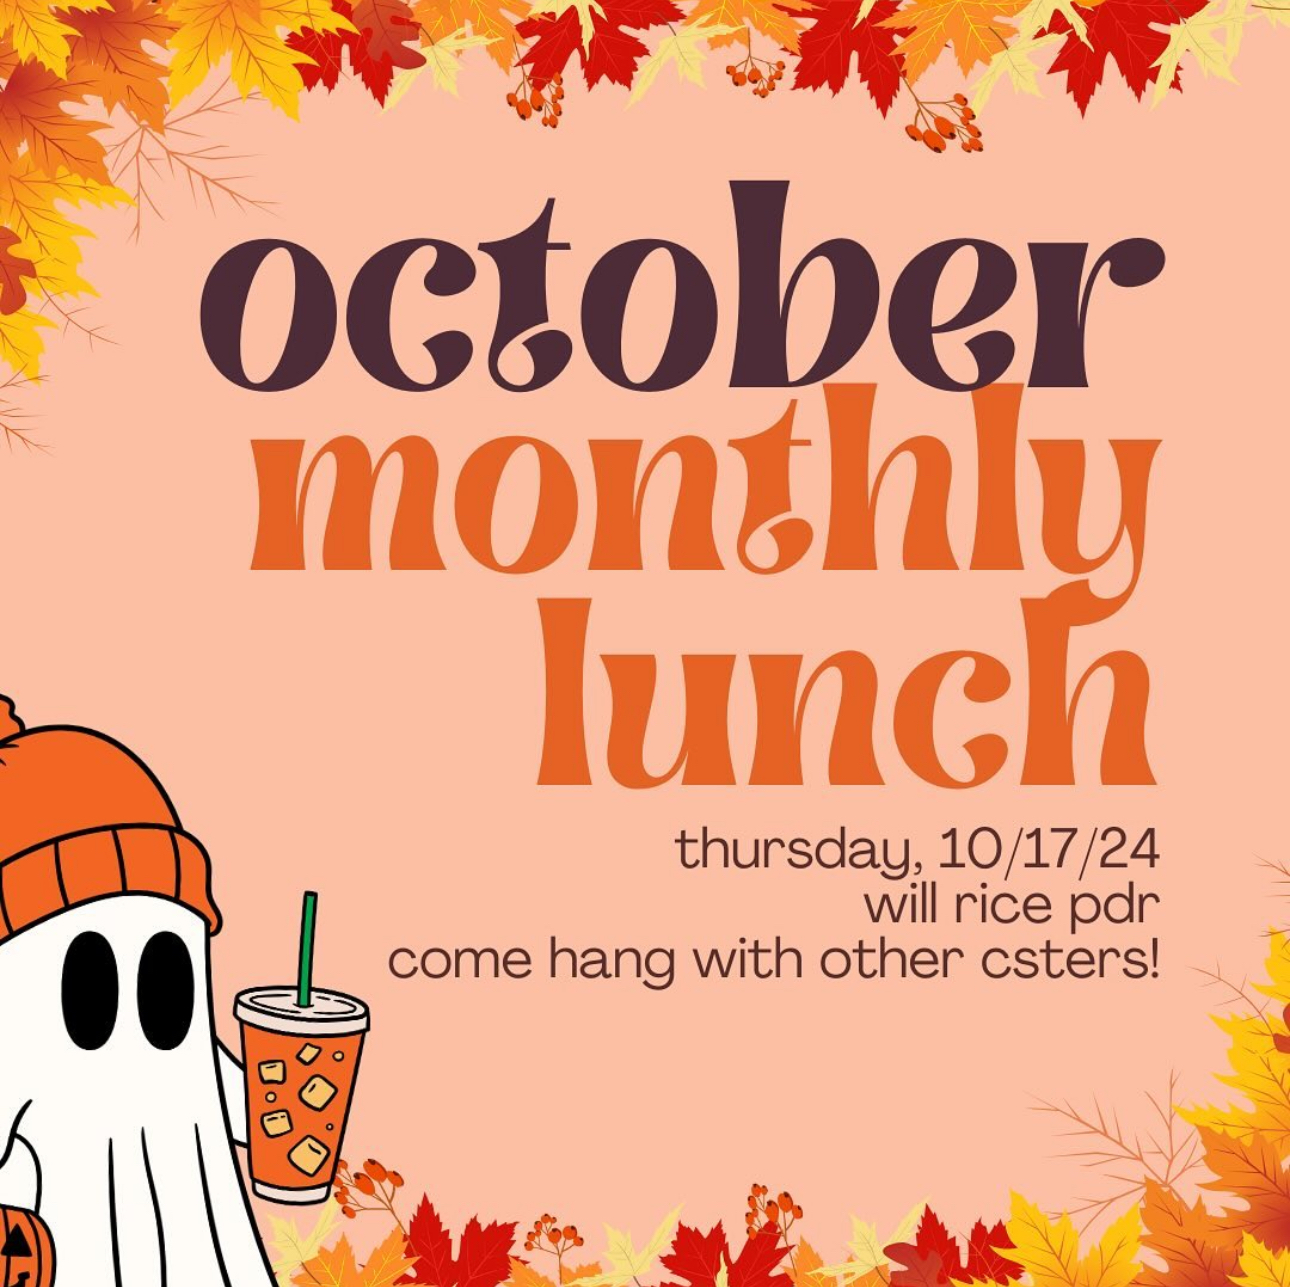 october
monthly
lunch
thursday, 10/17/24
will rice pdr
come hang with other csters!